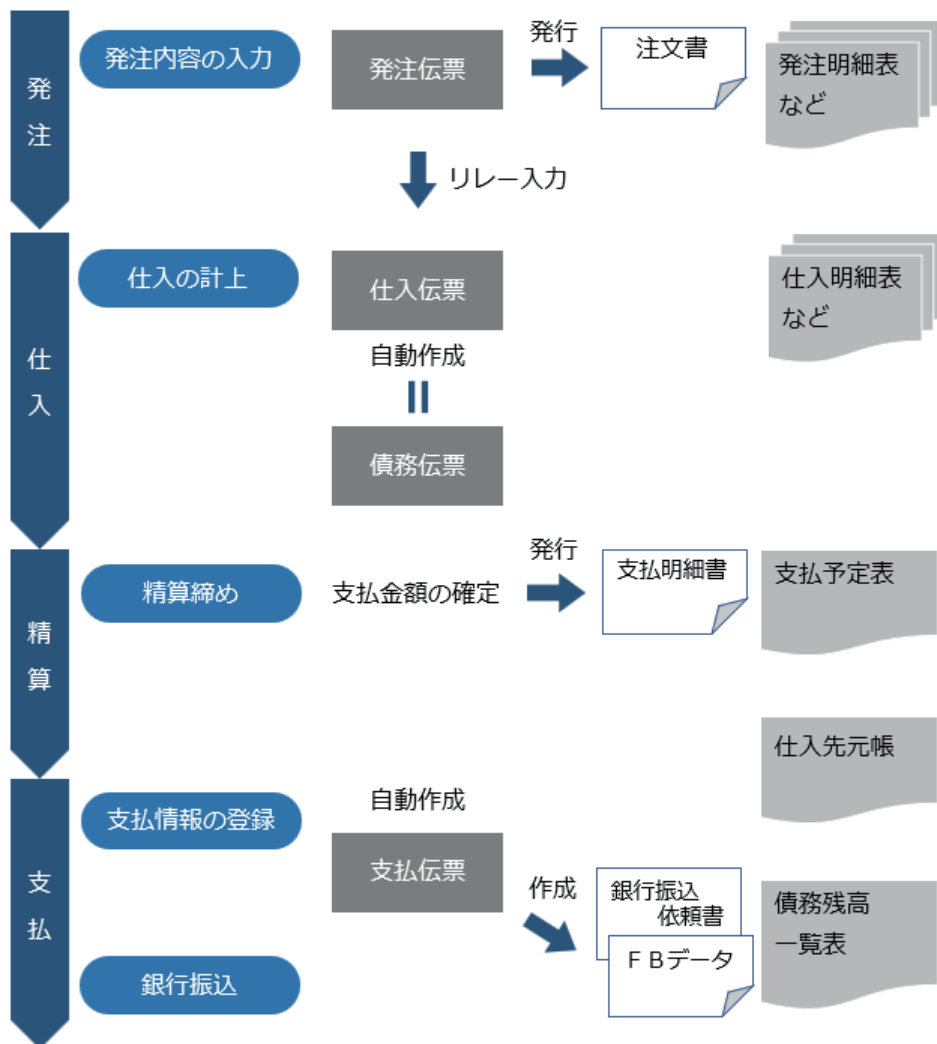 発注
発注内容の入力
発注伝票
発行
注文書
発注明細表
など
リレー入力
仕入
仕入の計上
仕入伝票
仕入明細表
など
自動作成
債務伝票
精算
精算締め
支払金額の確定
発行
支払明細書
支払予定表
仕入先元帳
支払
支払情報の登録
自動作成
支払伝票
作成
銀行振込
依頼書
ＦＢデータ
債務残高
一覧表
銀行振込